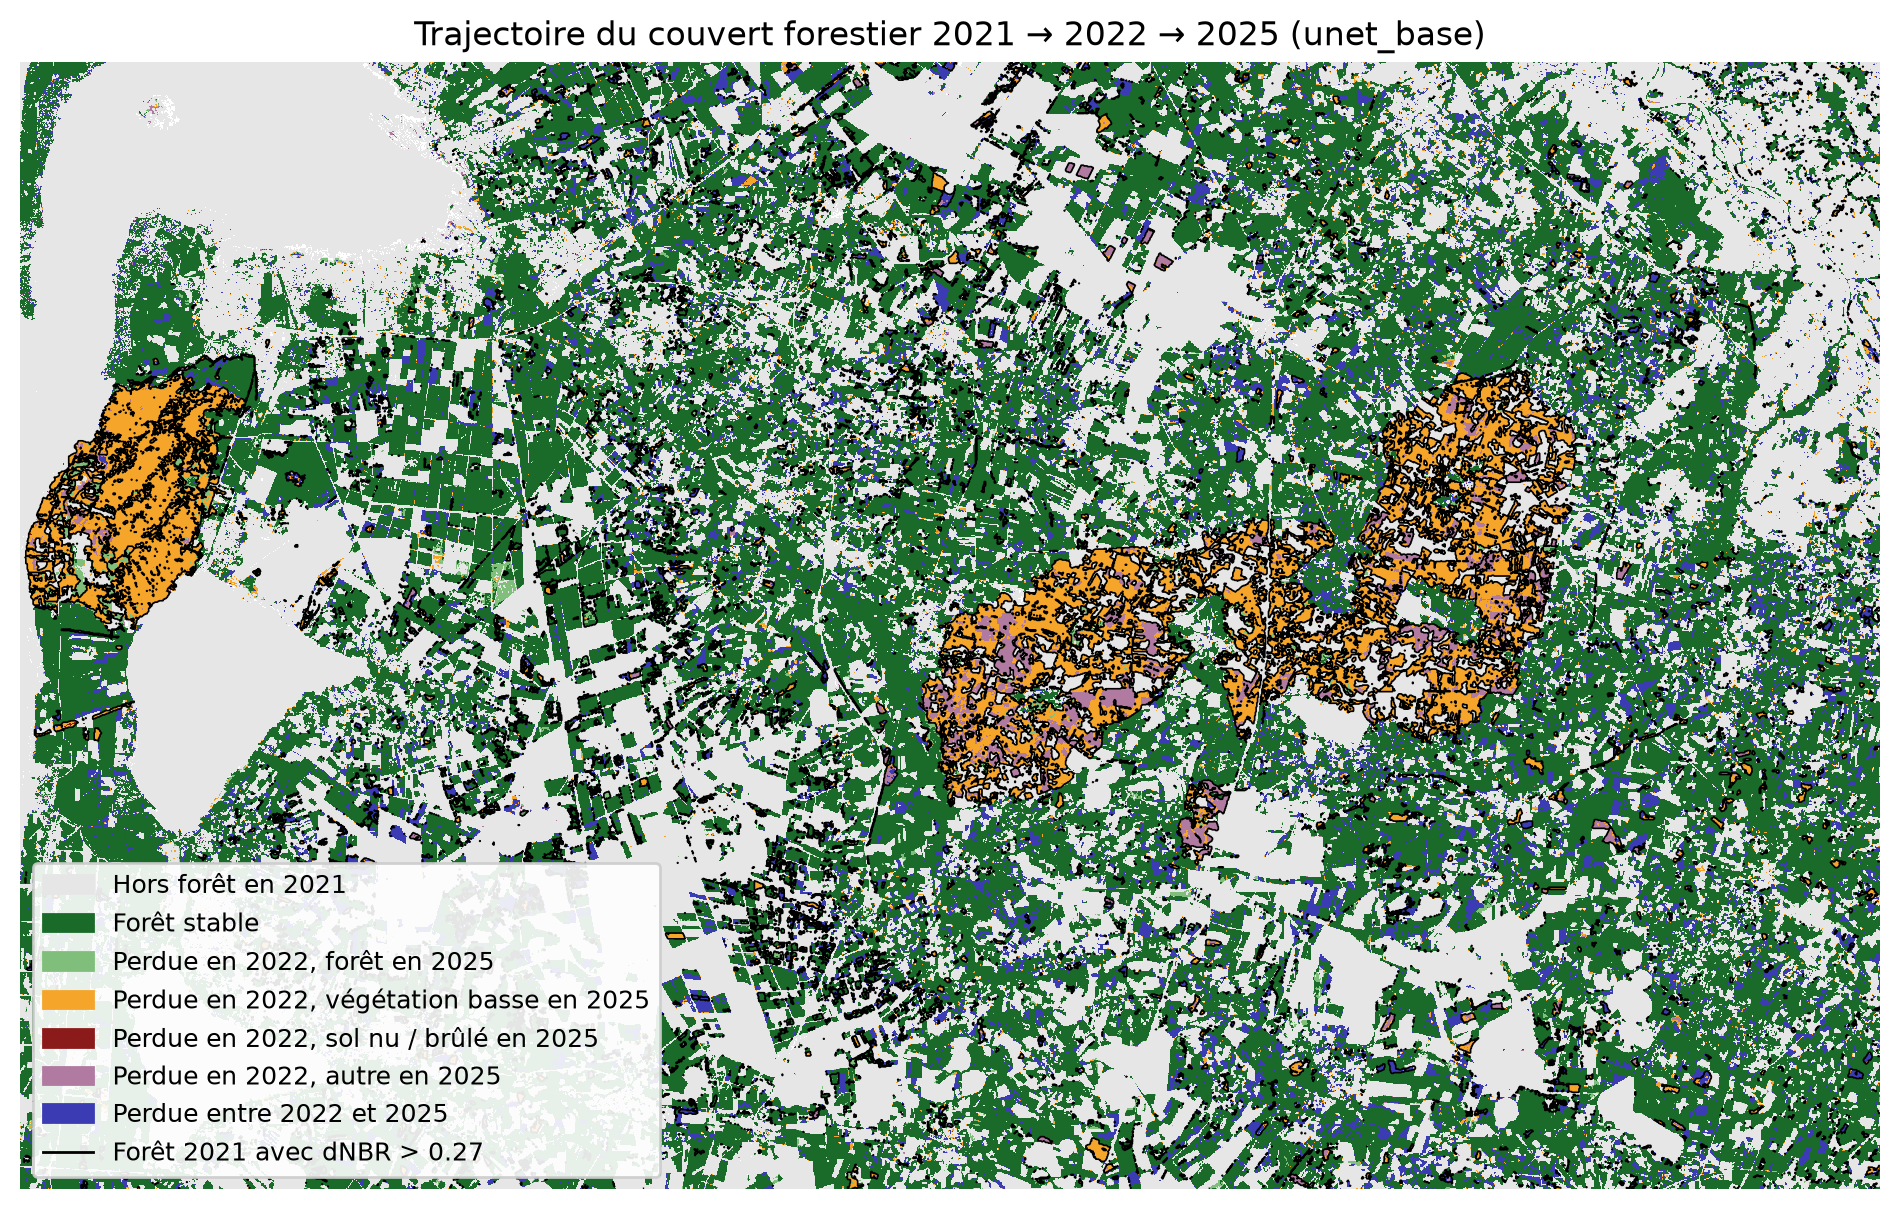 Trajectoire du couvert forestier 2021 → 2022 → 2025 (unet_base)
Hors forêt en 2021
Forêt stable
Perdue en 2022, forêt en 2025
Perdue en 2022, végétation basse en 2025
Perdue en 2022, sol nu / brûlé en 2025
Perdue en 2022, autre en 2025
Perdue entre 2022 et 2025
Forêt 2021 avec dNBR > 0.27